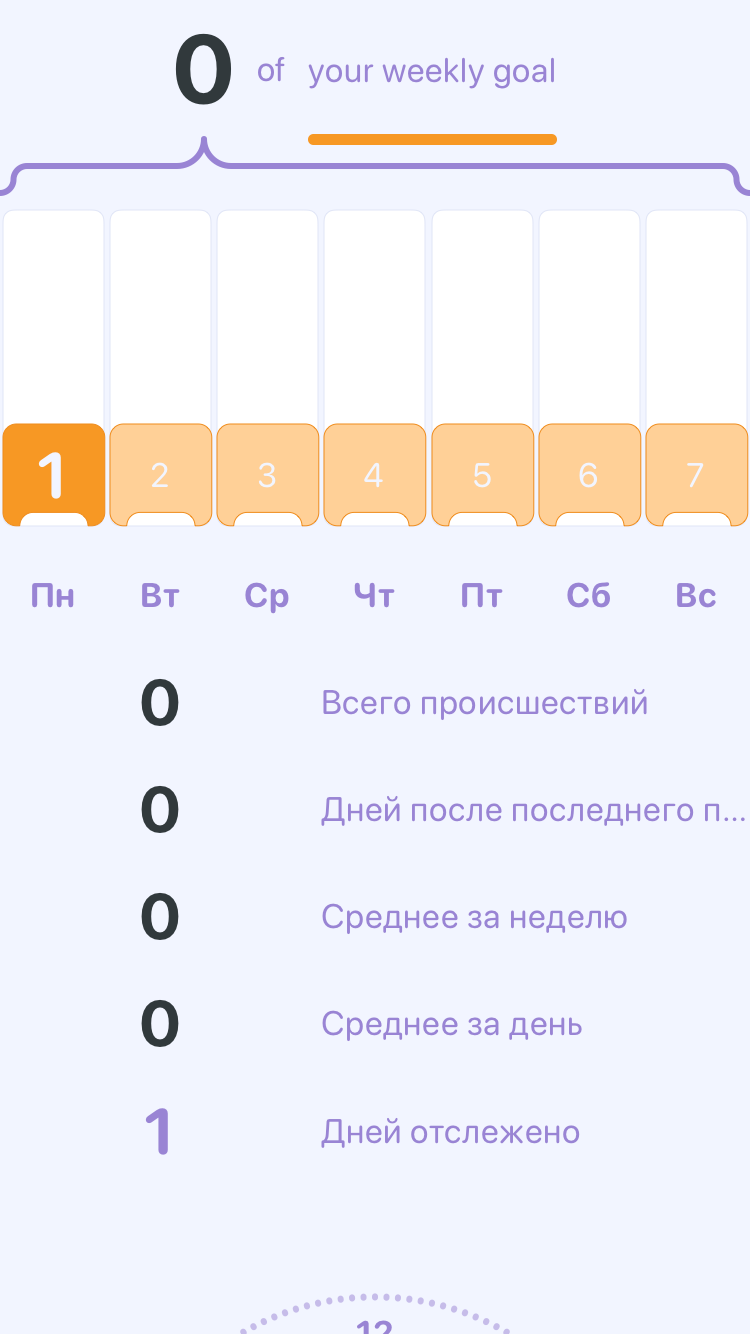 0 of your weekly goal
1 2 3 4 5 6 7
Пн Вт Ср Чт Пт Сб Вс
0 Всего происшествий
0 Дней после последнего п...
0 Среднее за неделю
0 Среднее за день
1 Дней отслежено
12